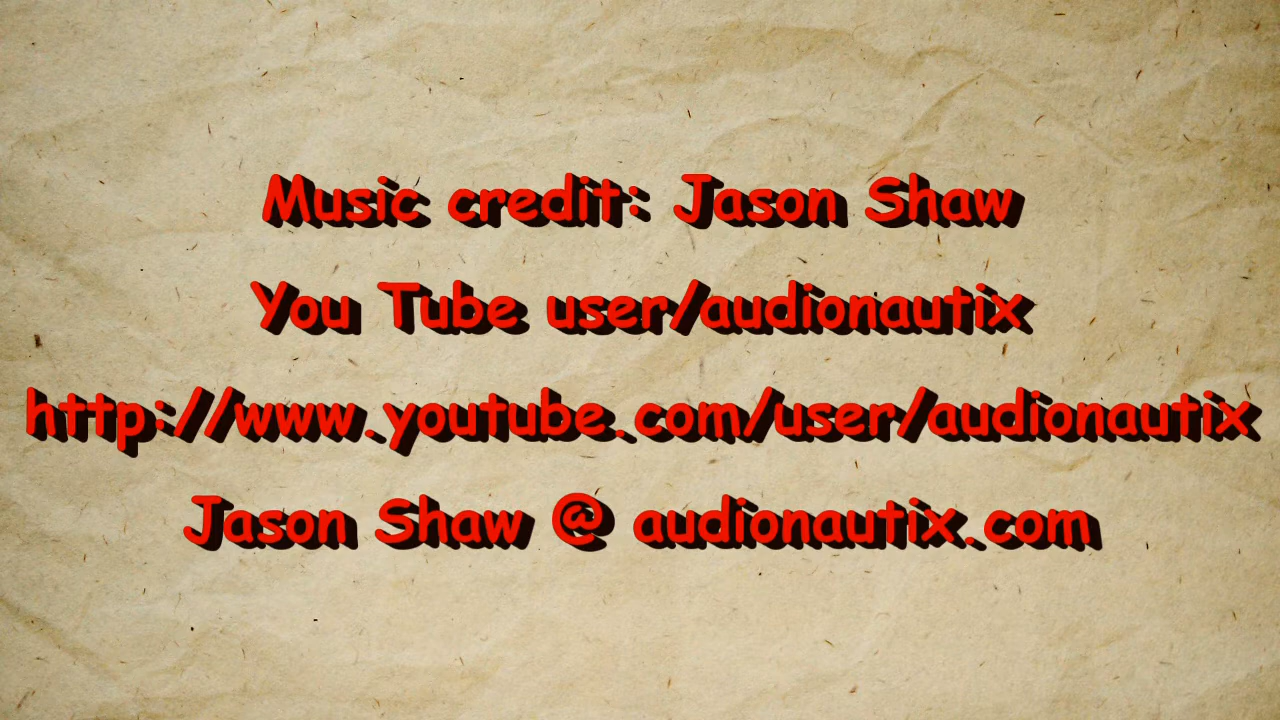 Music credit: Jason Shaw
You Tube user/audionautix
http://www.youtube.com/user/audionautix
Jason Shaw @ audionautix.com